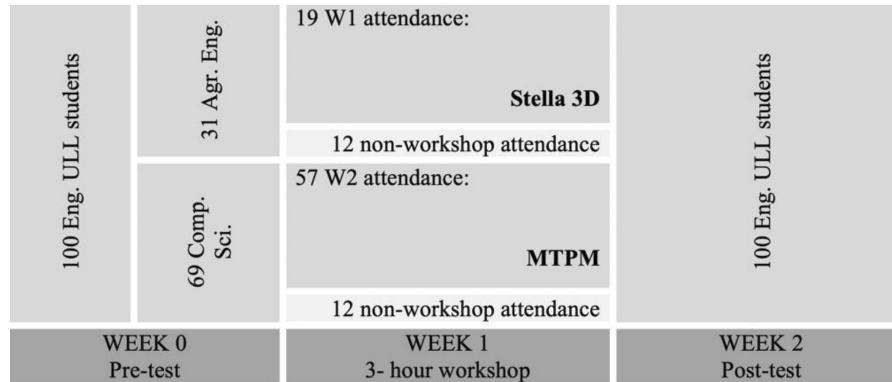 100 Eng. ULL students
31 Agr. Eng.
69 Comp.
Sci.
19 W1 attendance:
Stella 3D
12 non-workshop attendance
57 W2 attendance:
MTPM
12 non-workshop attendance
100 Eng. ULL students
WEEK 0
Pre-test
WEEK 1
3- hour workshop
WEEK 2
Post-test